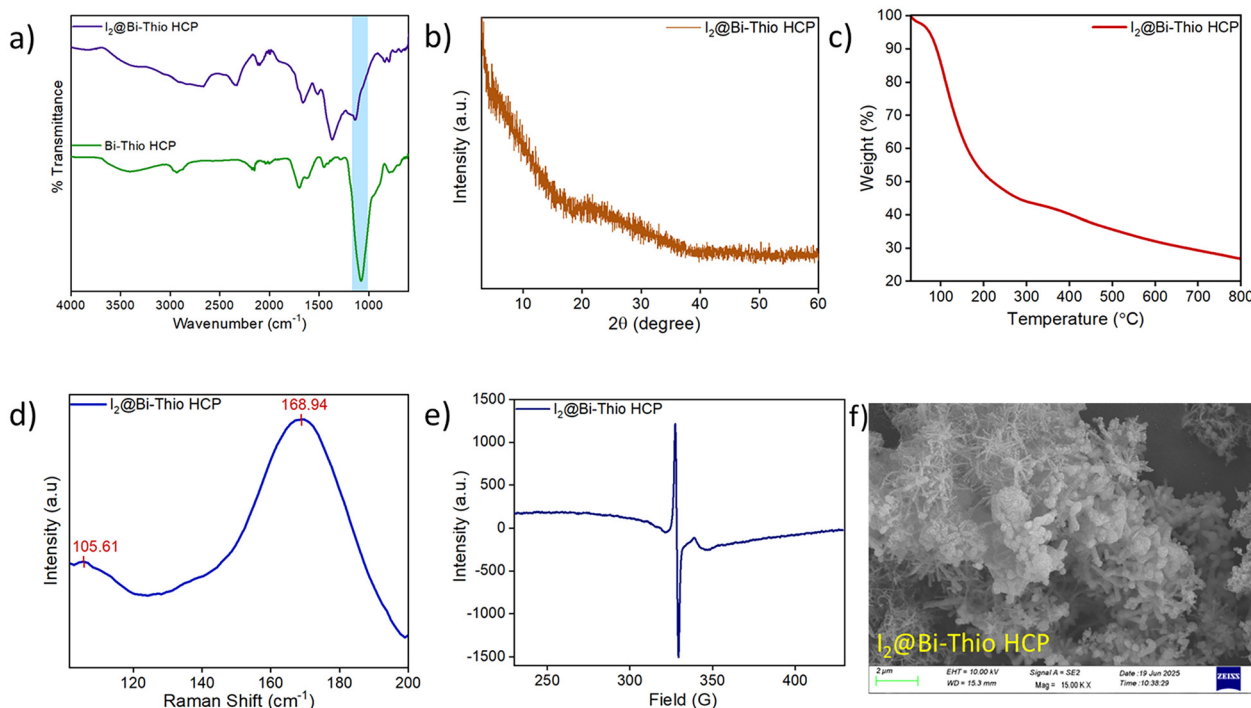 a)
I₂@Bi-Thio HCP
Bi-Thio HCP
% Transmittance
4000 3500 3000 2500 2000 1500 1000
Wavenumber (cm⁻¹)
b)
I₂@Bi-Thio HCP
Intensity (a.u.)
10 20 30 40 50 60
2θ (degree)
c)
I₂@Bi-Thio HCP
Weight (%)
100
90
80
70
60
50
40
30
20
100 200 300 400 500 600 700 800
Temperature (°C)
d)
I₂@Bi-Thio HCP
168.94
105.61
Intensity (a.u)
120 140 160 180 200
Raman Shift (cm⁻¹)
e)
I₂@Bi-Thio HCP
Intensity (a.u.)
1500
1000
500
0
-500
-1000
-1500
250 300 350 400
Field (G)
f)
I₂@Bi-Thio HCP
2 µm
EHT = 10.00 kV
WD = 15.3 mm
Signal A = SE2
Mag = 15.00 K X
Date :19 Jun 2025
Time :10:38:29
ZEISS